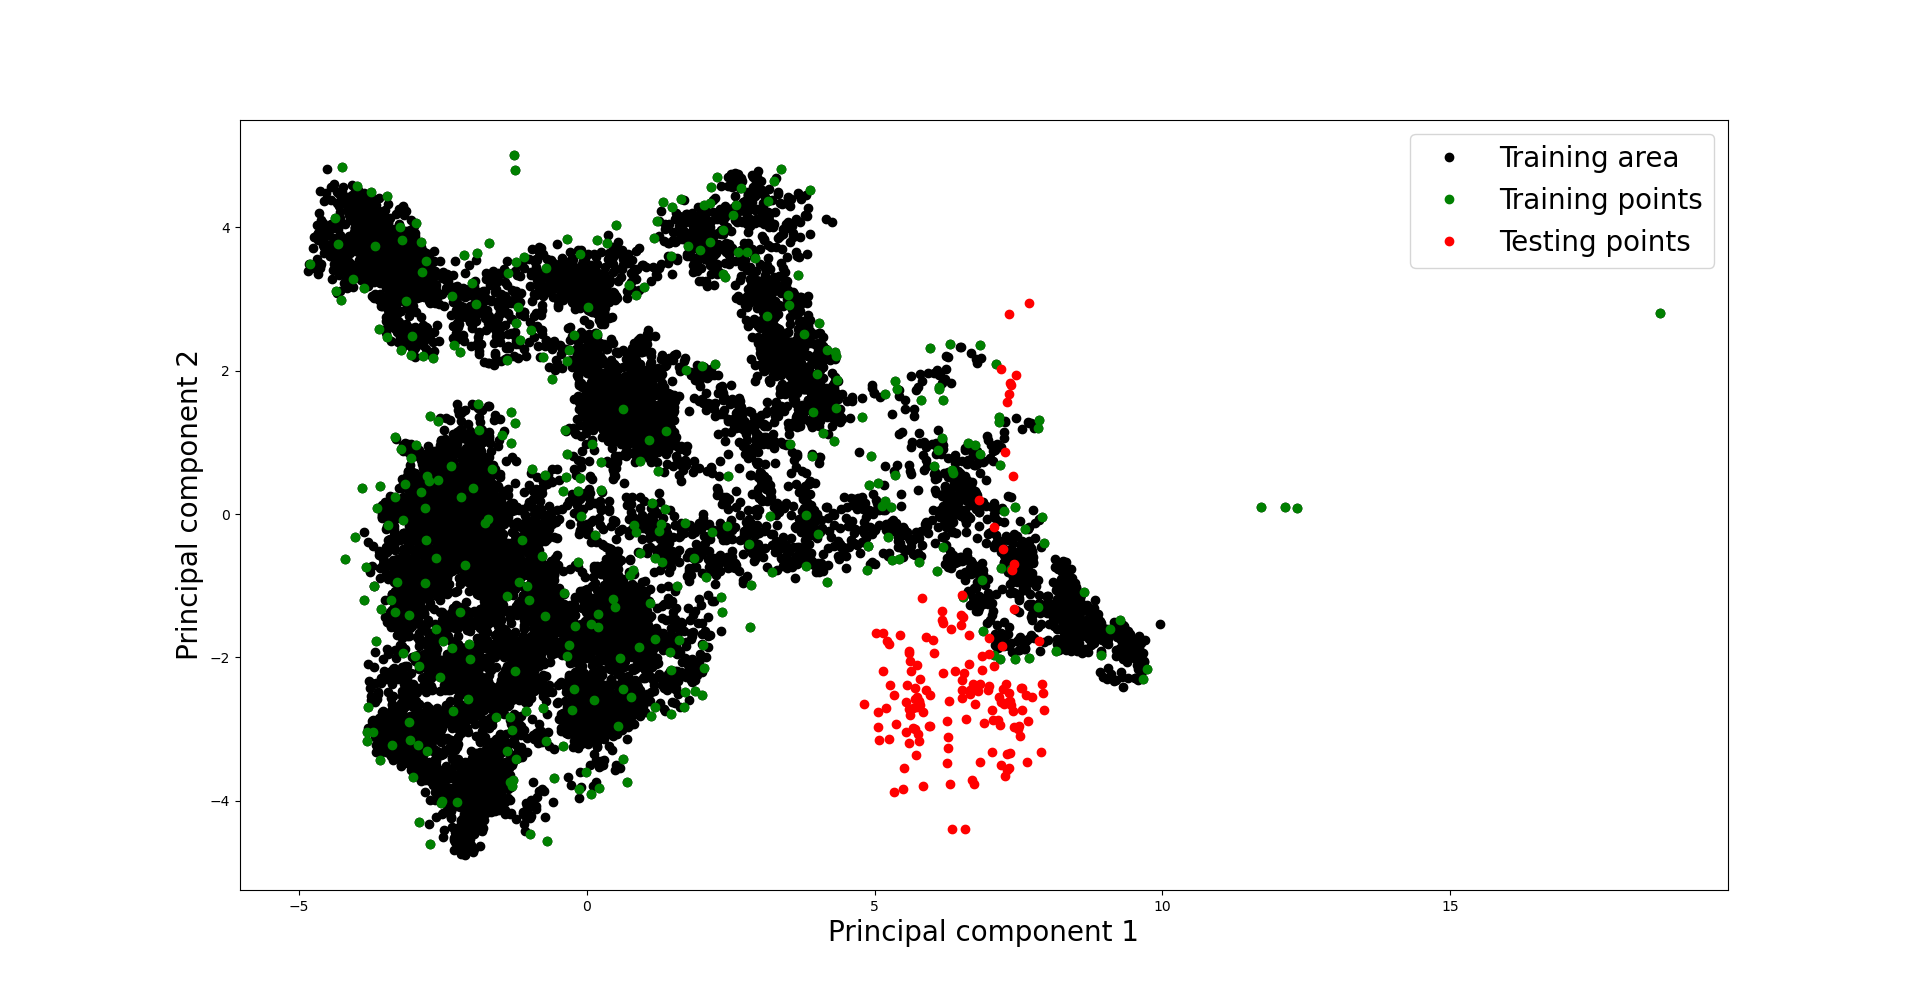 Training area
Training points
Testing points
Principal component 2
4
2
0
−2
−4
−5
0
5
10
15
Principal component 1